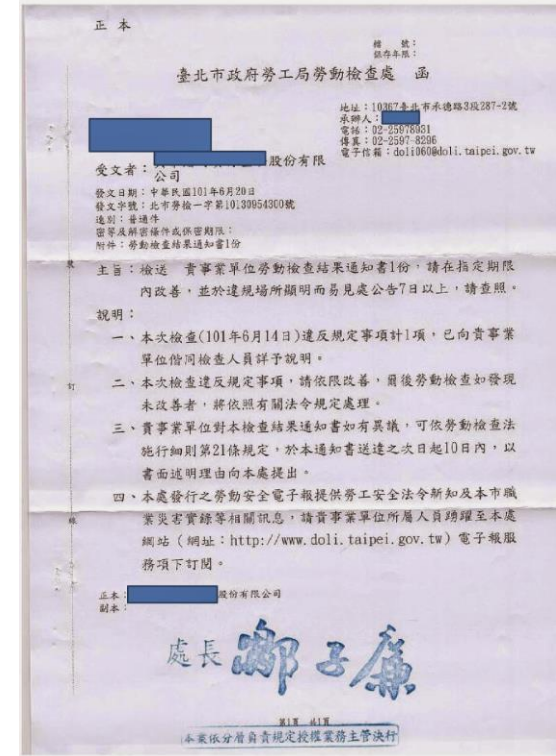 正本
檔　號：
保存年限：
臺北市政府勞工局勞動檢查處　函
地址：10367臺北市承德路3段287-2號
承辦人：
電話：02-25978931
傳真：02-2597-8296
電子信箱：doli060@doli.taipei.gov.tw
受文者：　股份有限
公司
發文日期：中華民國101年6月20日
發文字號：北市勞檢一字第10130954300號
速別：普通件
密等及解密條件或保密期限：
附件：勞動檢查結果通知書1份
主旨：檢送　貴事業單位勞動檢查結果通知書1份，請在指定期限
內改善，並於違規場所顯明而易見處公告7日以上，請查照。
說明：
一、本次檢查(101年6月14日)違反規定事項計1項，已向貴事業
單位偕同檢查人員詳予說明。
二、本次檢查違反規定事項，請依限改善，爾後勞動檢查如發現
未改善者，將依照有關法令規定處理。
三、貴事業單位對本檢查結果通知書如有異議，可依勞動檢查法
施行細則第21條規定，於本通知書送達之次日起10日內，以
書面述明理由向本處提出。
四、本處發行之勞動安全電子報提供勞工安全法令新知及本市職
業災害實錄等相關訊息，請貴事業單位所屬人員踴躍至本處
網站（網址：http://www.doli.taipei.gov.tw）電子報服
務項下訂閱。
裝
訂
線
正本：　股份有限公司
副本：
處長　鄒子廉
第1頁　共1頁
本案依分層負責規定授權業務主管決行